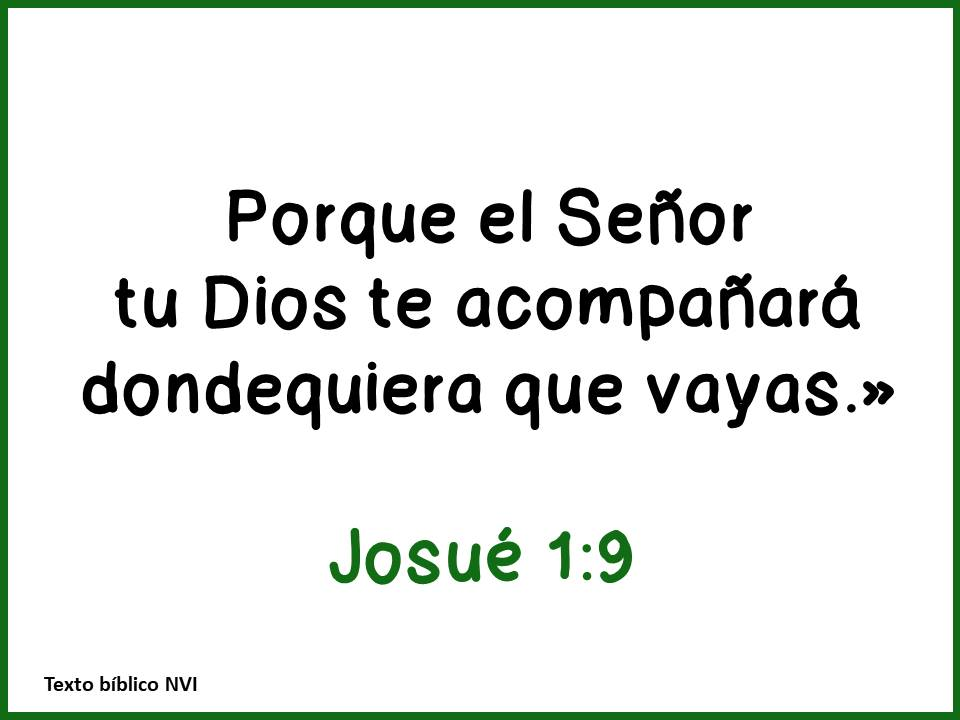 Porque el Señor
tu Dios te acompañará
dondequiera que vayas.»
Josué 1:9
Texto bíblico NVI